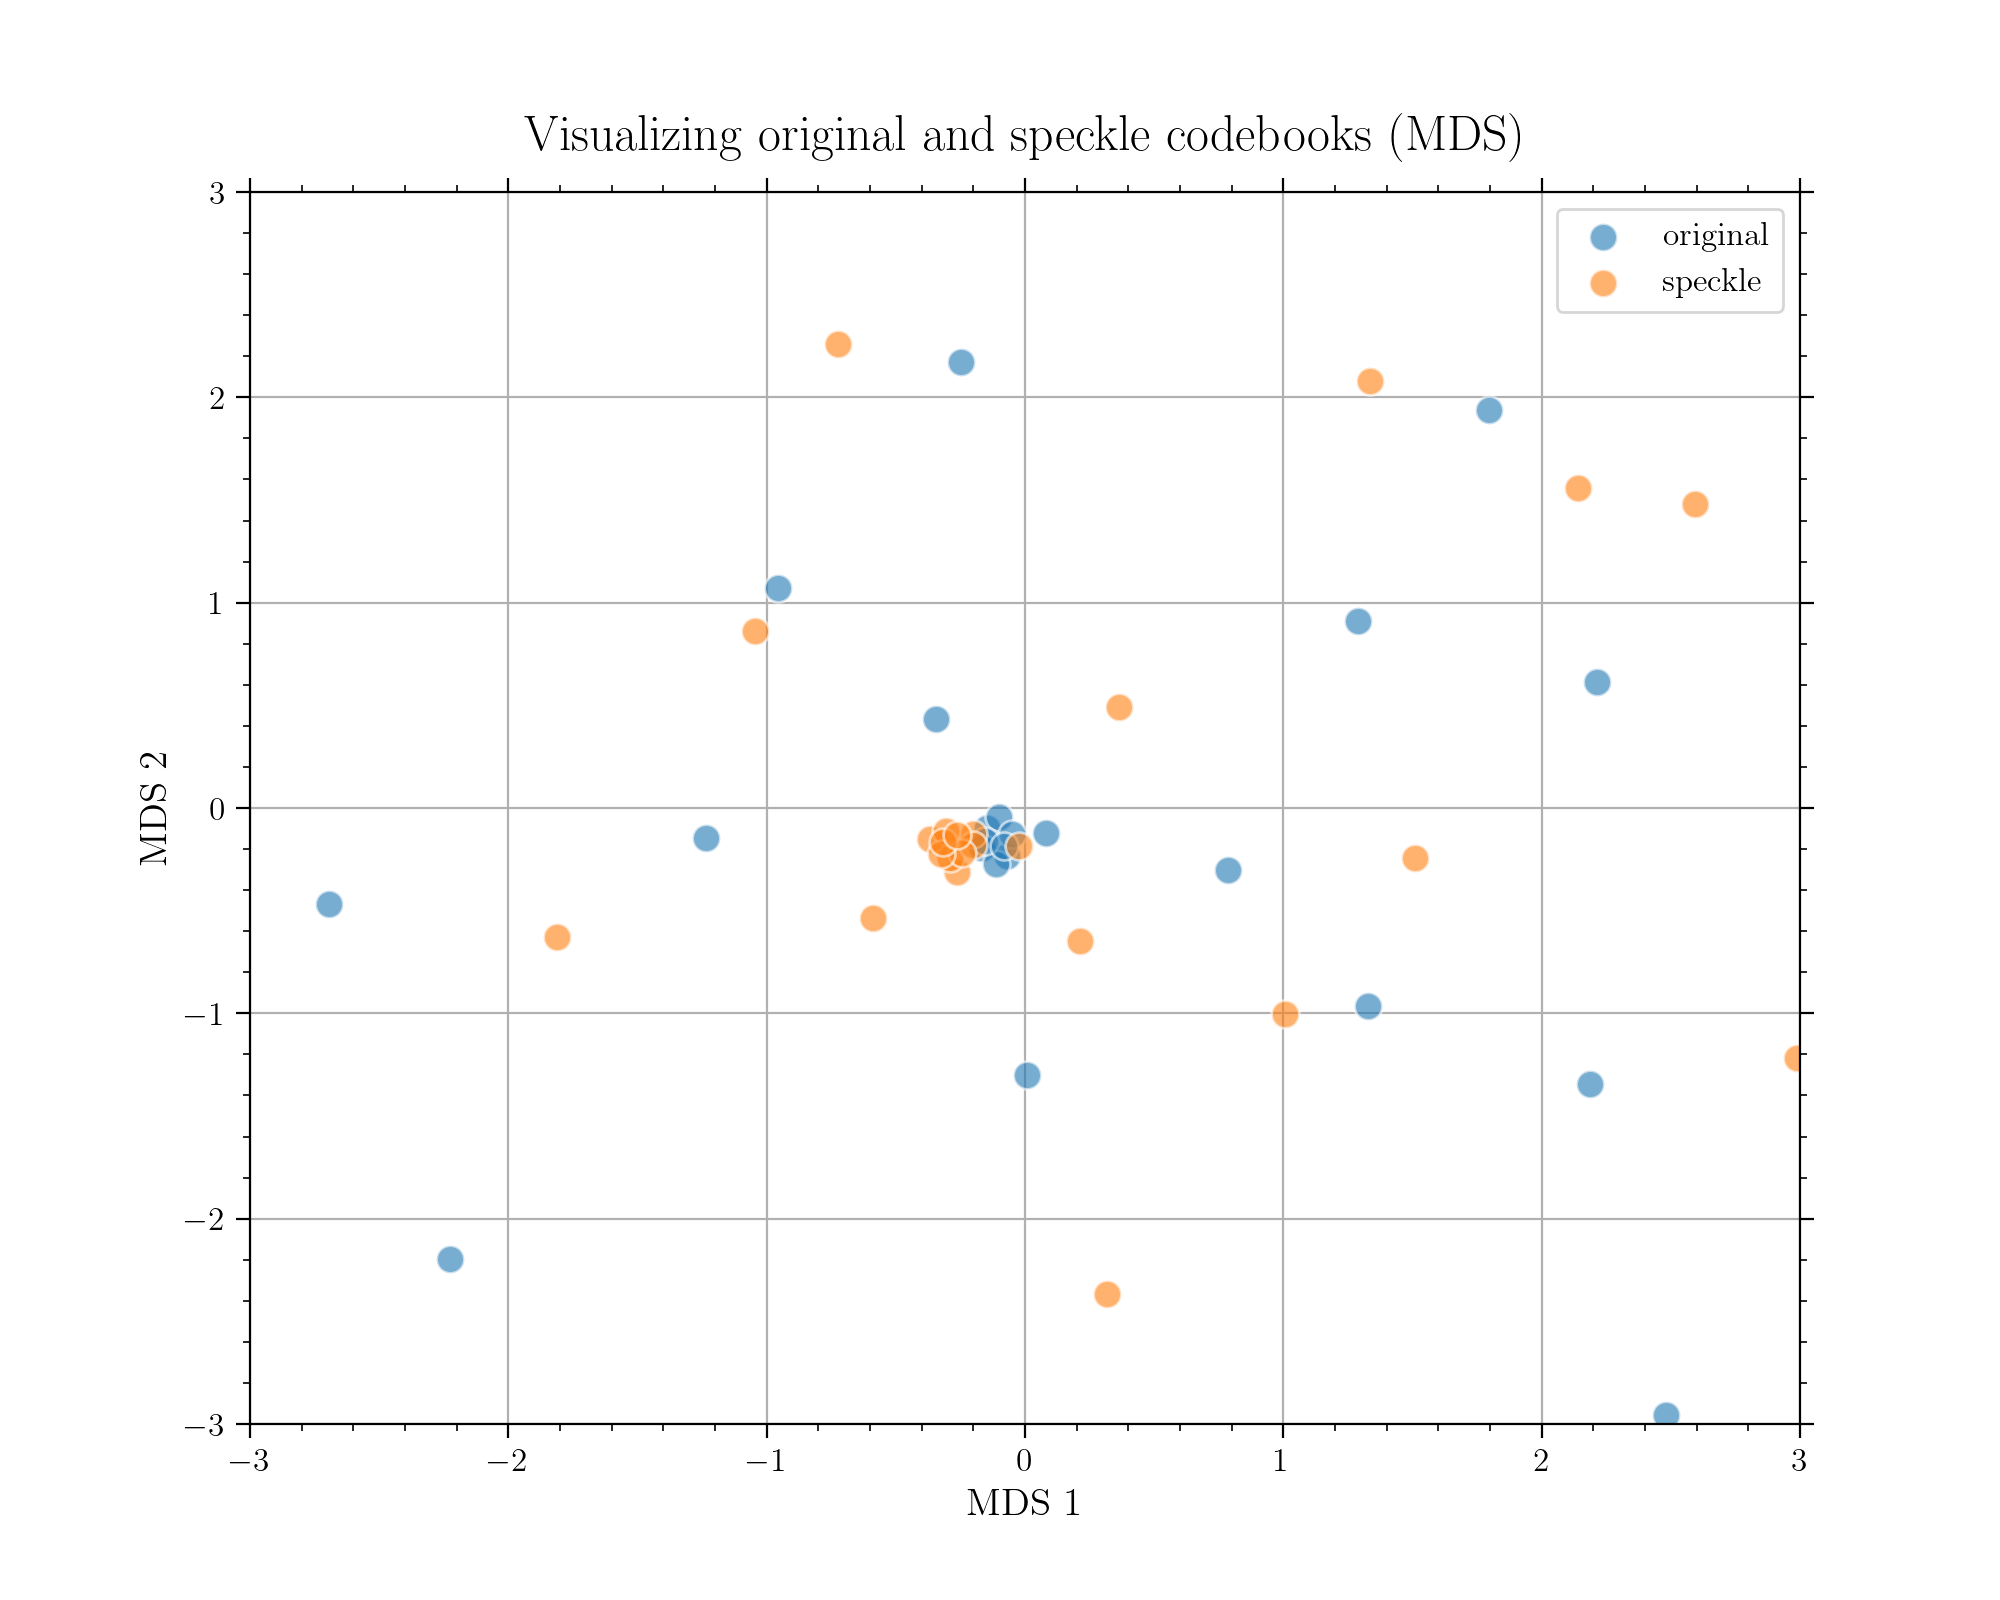 Visualizing original and speckle codebooks (MDS)
original
speckle
3
2
1
0
−1
−2
−3
MDS 2
−3
−2
−1
0
1
2
3
MDS 1